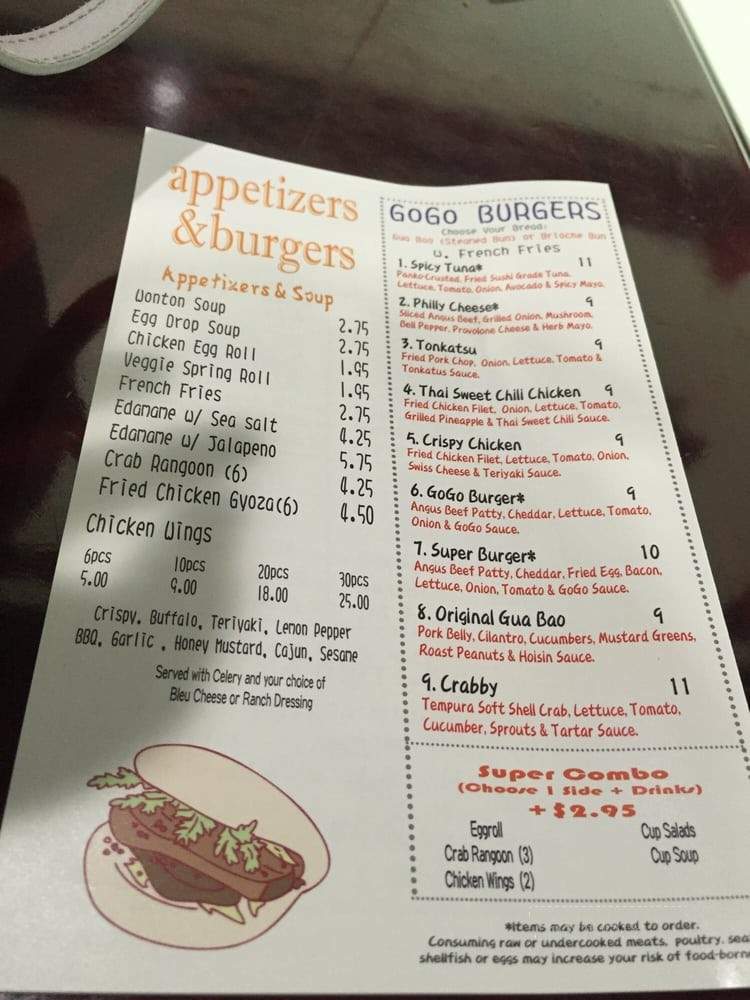 appetizers
&burgers
Appetizers & Soup
Wonton Soup 2.75
Egg Drop Soup 2.75
Chicken Egg Roll 1.95
Veggie Spring Roll 1.95
French Fries 2.75
Edamame w/ Sea salt 4.25
Edamame w/ Jalapeno 5.75
Crab Rangoon (6) 4.25
Fried Chicken Gyoza(6) 4.50
Chicken Wings
6pcs 10pcs 20pcs 30pcs
5.00 9.00 18.00 25.00
Crispy, Buffalo, Teriyaki, Lemon Pepper
BBQ, Garlic , Honey Mustard, Cajun, Sesame
Served with Celery and your choice of
Bleu Cheese or Ranch Dressing
GoGo BURGERS
Choose Your Bread:
Gua Bao (Steamed Bun) or Brioche Bun
w. French Fries
1. Spicy Tuna* 11
Panko Crusted, Fried Sushi Grade Tuna,
Lettuce, Tomato, Onion, Avocado & Spicy Mayo.
2. Philly Cheese* 9
Sliced Angus Beef, Grilled Onion, Mushroom,
Bell Pepper, Provolone Cheese & Herb Mayo.
3. Tonkatsu 9
Fried Pork Chop, Onion, Lettuce, Tomato &
Tonkatus Sauce.
4. Thai Sweet Chili Chicken 9
Fried Chicken Filet, Onion, Lettuce, Tomato,
Grilled Pineapple & Thai Sweet Chili Sauce.
5. Crispy Chicken 9
Fried Chicken Filet, Lettuce, Tomato, Onion,
Swiss Cheese & Teriyaki Sauce.
6. GoGo Burger* 9
Angus Beef Patty, Cheddar, Lettuce, Tomato,
Onion & GoGo Sauce.
7. Super Burger* 10
Angus Beef Patty, Cheddar, Fried Egg, Bacon,
Lettuce, Onion, Tomato & GoGo Sauce.
8. Original Gua Bao 9
Pork Belly, Cilantro, Cucumbers, Mustard Greens,
Roast Peanuts & Hoisin Sauce.
9. Crabby 11
Tempura Soft Shell Crab, Lettuce, Tomato,
Cucumber, Sprouts & Tartar Sauce.
Super Combo
(Choose 1 Side + Drinks)
+ $2.95
Eggroll Cup Salads
Crab Rangoon (3) Cup Soup
Chicken Wings (2)
*items may be cooked to order.
Consuming raw or undercooked meats, poultry, sea
shellfish or eggs may increase your risk of food-born